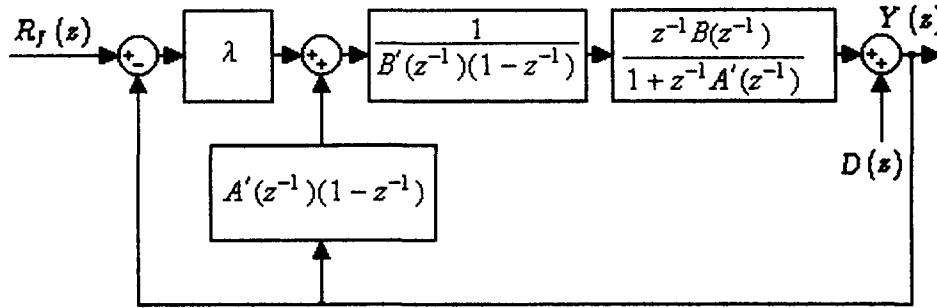 R_f (z)
+
−
λ
+
+
1
B'(z⁻¹)(1 − z⁻¹)
z⁻¹ B(z⁻¹)
1 + z⁻¹ A'(z⁻¹)
+
+
Y (z)
D (z)
A'(z⁻¹)(1 − z⁻¹)